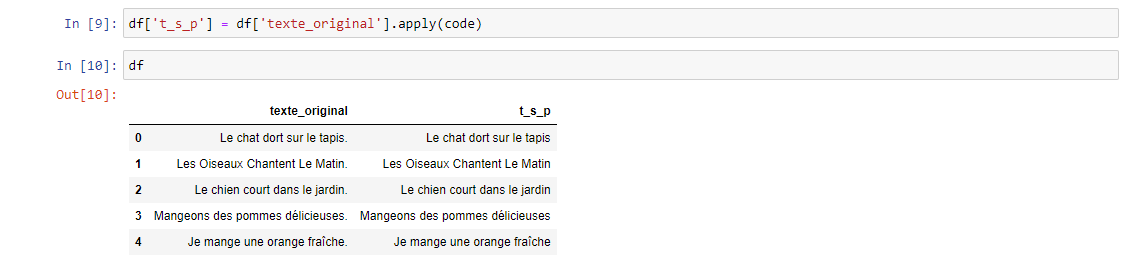 In [9]: df['t_s_p'] = df['texte_original'].apply(code)
In [10]: df
Out[10]:
texte_original t_s_p
0 Le chat dort sur le tapis. Le chat dort sur le tapis
1 Les Oiseaux Chantent Le Matin. Les Oiseaux Chantent Le Matin
2 Le chien court dans le jardin. Le chien court dans le jardin
3 Mangeons des pommes délicieuses. Mangeons des pommes délicieuses
4 Je mange une orange fraîche. Je mange une orange fraîche